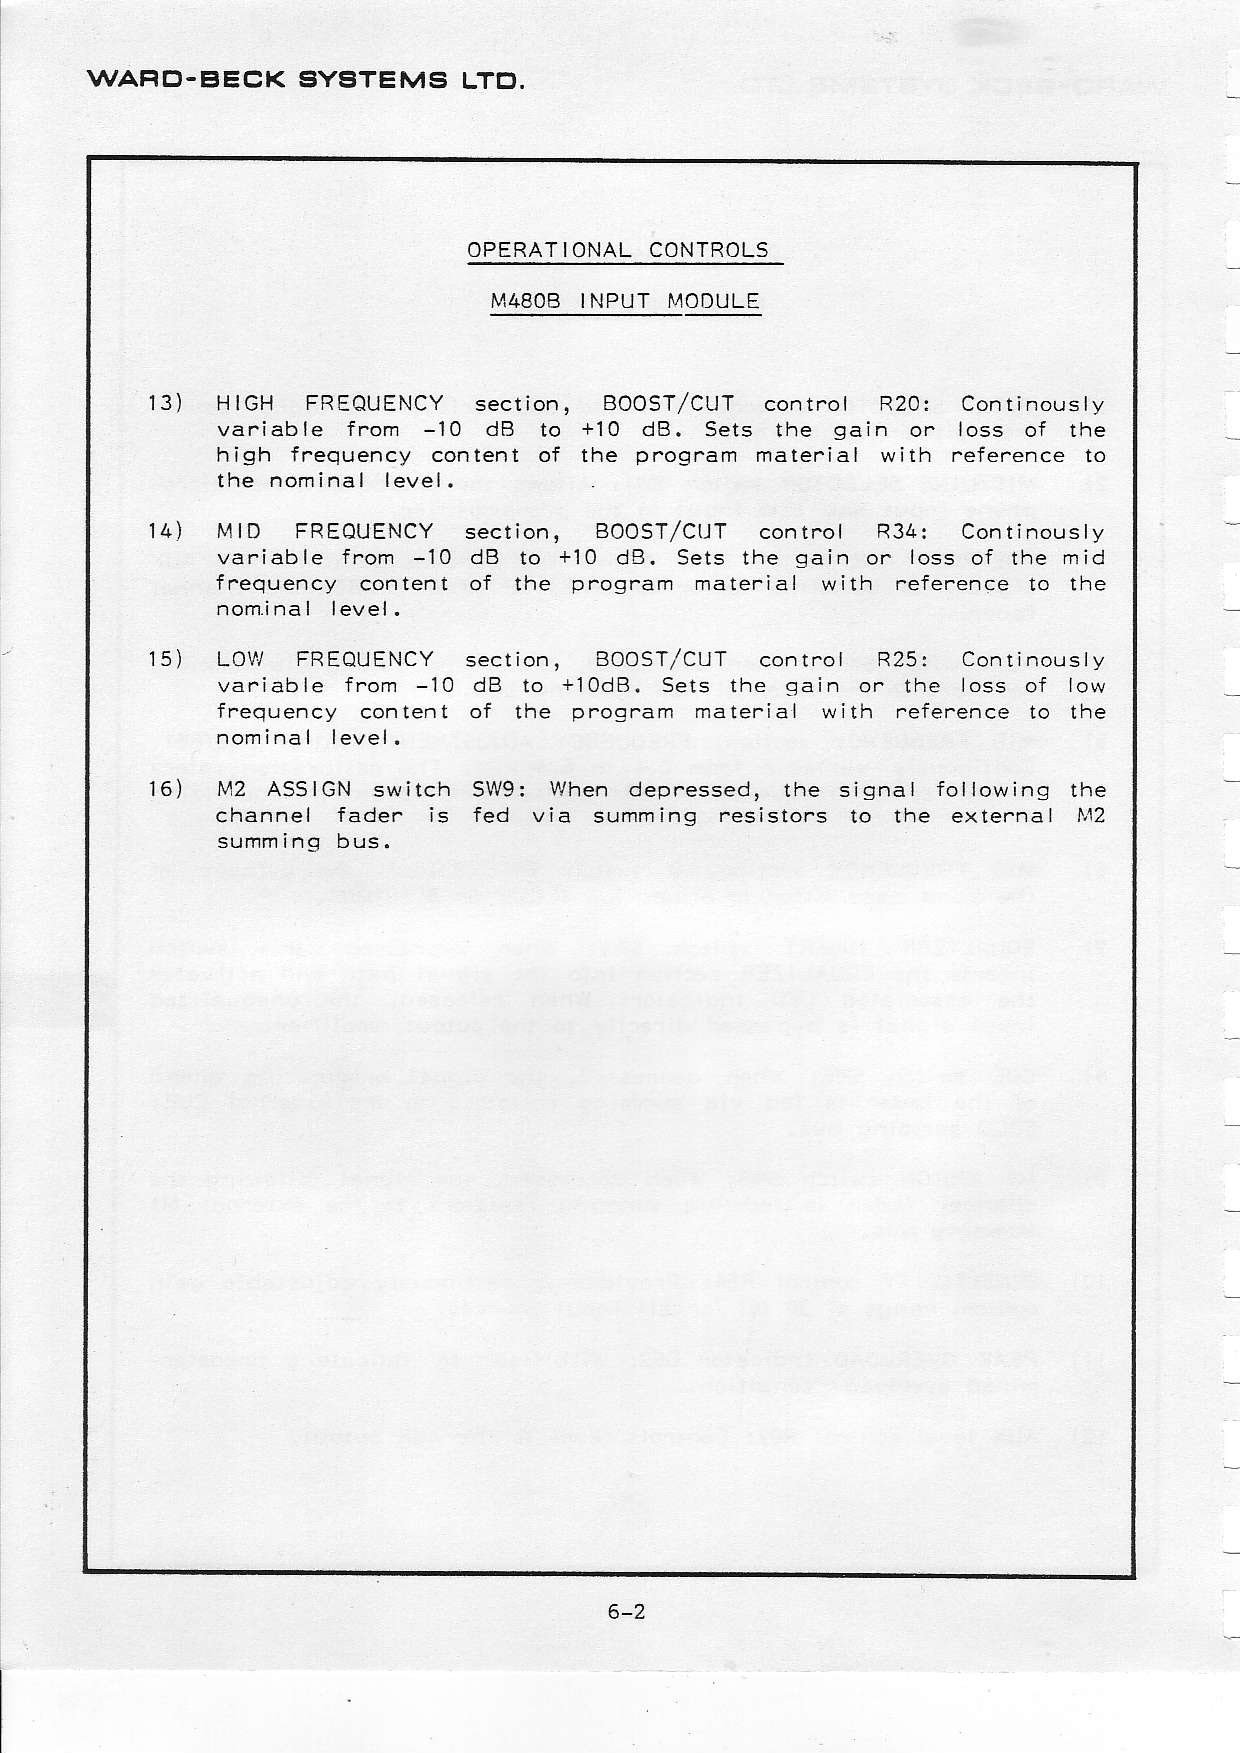 WARD-BECK SYSTEMS LTD.
OPERATIONAL CONTROLS
M480B INPUT MODULE
13) HIGH FREQUENCY section, BOOST/CUT control R20: Continously
variable from -10 dB to +10 dB. Sets the gain or loss of the
high frequency content of the program material with reference to
the nominal level.
14) MID FREQUENCY section, BOOST/CUT control R34: Continously
variable from -10 dB to +10 dB. Sets the gain or loss of the mid
frequency content of the program material with reference to the
nominal level.
15) LOW FREQUENCY section, BOOST/CUT control R25: Continously
variable from -10 dB to +10dB. Sets the gain or the loss of low
frequency content of the program material with reference to the
nominal level.
16) M2 ASSIGN switch SW9: When depressed, the signal following the
channel fader is fed via summing resistors to the external M2
summing bus.
6-2